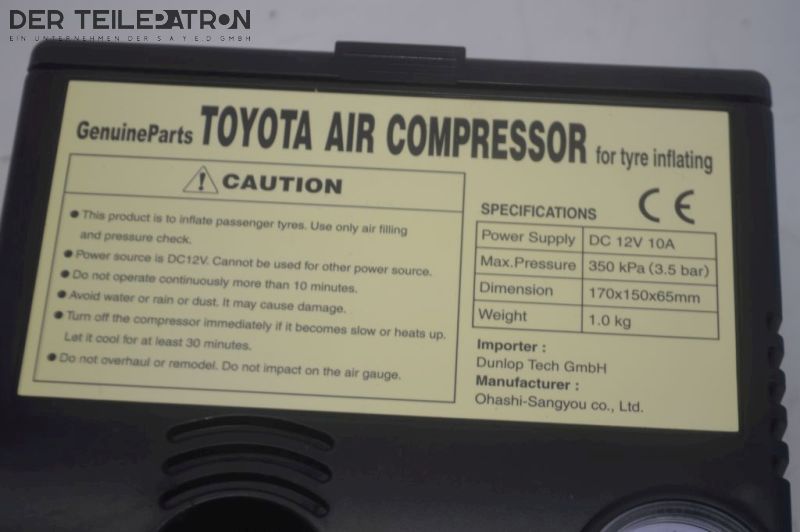 DER TEILEPATRON
EIN UNTERNEHMEN DER S A Y E.D GMBH
GenuineParts TOYOTA AIR COMPRESSOR for tyre inflating
CAUTION
● This product is to inflate passenger tyres. Use only air filling
and pressure check.
● Power source is DC12V. Cannot be used for other power source.
● Do not operate continuously more than 10 minutes.
● Avoid water or rain or dust. It may cause damage.
● Turn off the compressor immediately if it becomes slow or heats up.
Let it cool for at least 30 minutes.
● Do not overhaul or remodel. Do not impact on the air gauge.
SPECIFICATIONS CE
Power Supply DC 12V 10A
Max.Pressure 350 kPa (3.5 bar)
Dimension 170x150x65mm
Weight 1.0 kg
Importer :
Dunlop Tech GmbH
Manufacturer :
Ohashi-Sangyou co., Ltd.